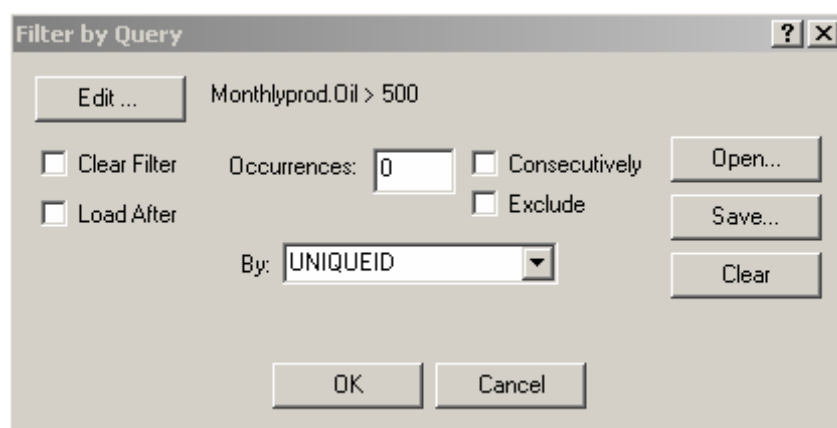 Filter by Query
Edit ... Monthlyprod.Oil > 500
Clear Filter Occurrences: 0 Consecutively Open...
Load After Exclude Save...
By: UNIQUEID Clear
OK Cancel